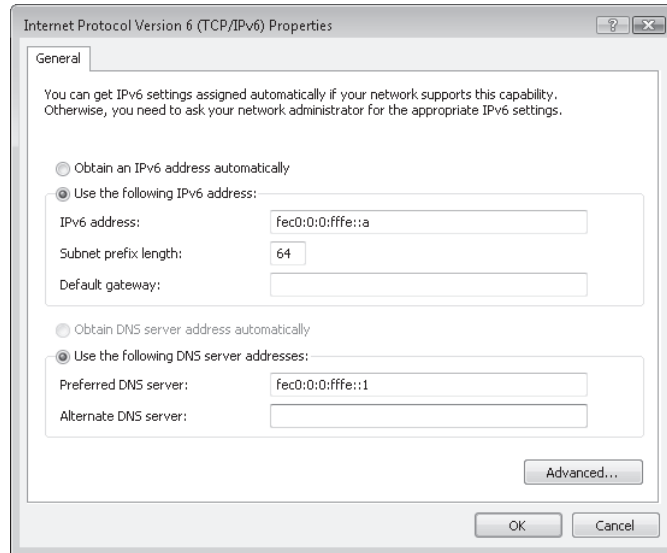 Internet Protocol Version 6 (TCP/IPv6) Properties
General
You can get IPv6 settings assigned automatically if your network supports this capability.
Otherwise, you need to ask your network administrator for the appropriate IPv6 settings.
Obtain an IPv6 address automatically
Use the following IPv6 address:
IPv6 address: fec0:0:0:fffe::a
Subnet prefix length: 64
Default gateway:
Obtain DNS server address automatically
Use the following DNS server addresses:
Preferred DNS server: fec0:0:0:fffe::1
Alternate DNS server:
Advanced...
OK Cancel